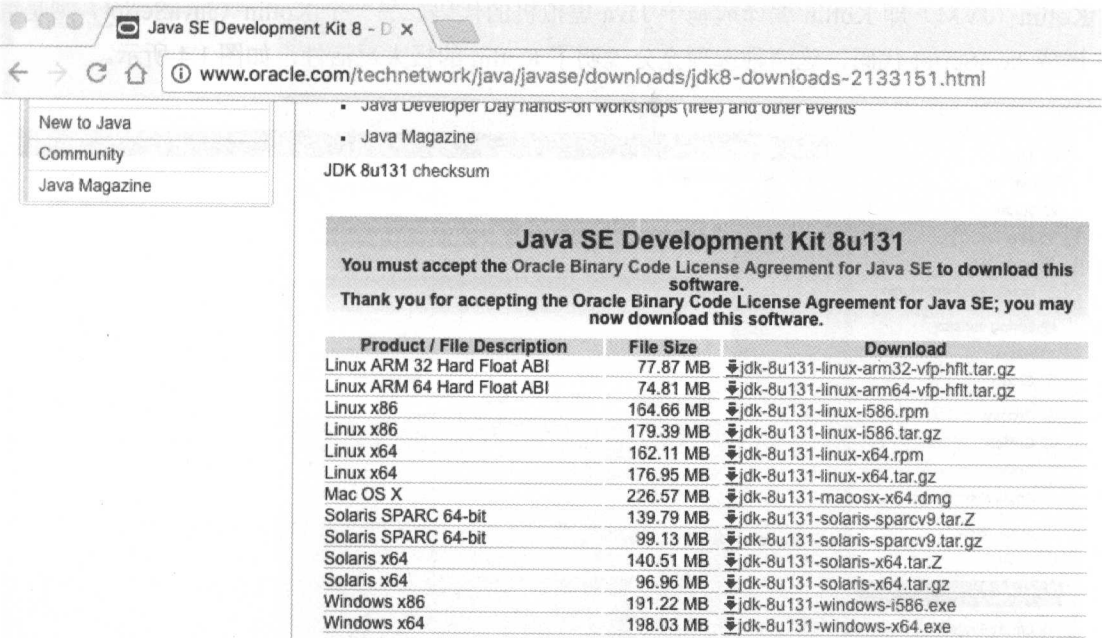 Java SE Development Kit 8 - D x
www.oracle.com/technetwork/java/javase/downloads/jdk8-downloads-2133151.html
New to Java
Community
Java Magazine
▪ Java Developer Day hands-on workshops (free) and other events
▪ Java Magazine
JDK 8u131 checksum
Java SE Development Kit 8u131
You must accept the Oracle Binary Code License Agreement for Java SE to download this
software.
Thank you for accepting the Oracle Binary Code License Agreement for Java SE; you may
now download this software.
Product / File Description File Size Download
Linux ARM 32 Hard Float ABI 77.87 MB jdk-8u131-linux-arm32-vfp-hflt.tar.gz
Linux ARM 64 Hard Float ABI 74.81 MB jdk-8u131-linux-arm64-vfp-hflt.tar.gz
Linux x86 164.66 MB jdk-8u131-linux-i586.rpm
Linux x86 179.39 MB jdk-8u131-linux-i586.tar.gz
Linux x64 162.11 MB jdk-8u131-linux-x64.rpm
Linux x64 176.95 MB jdk-8u131-linux-x64.tar.gz
Mac OS X 226.57 MB jdk-8u131-macosx-x64.dmg
Solaris SPARC 64-bit 139.79 MB jdk-8u131-solaris-sparcv9.tar.Z
Solaris SPARC 64-bit 99.13 MB jdk-8u131-solaris-sparcv9.tar.gz
Solaris x64 140.51 MB jdk-8u131-solaris-x64.tar.Z
Solaris x64 96.96 MB jdk-8u131-solaris-x64.tar.gz
Windows x86 191.22 MB jdk-8u131-windows-i586.exe
Windows x64 198.03 MB jdk-8u131-windows-x64.exe